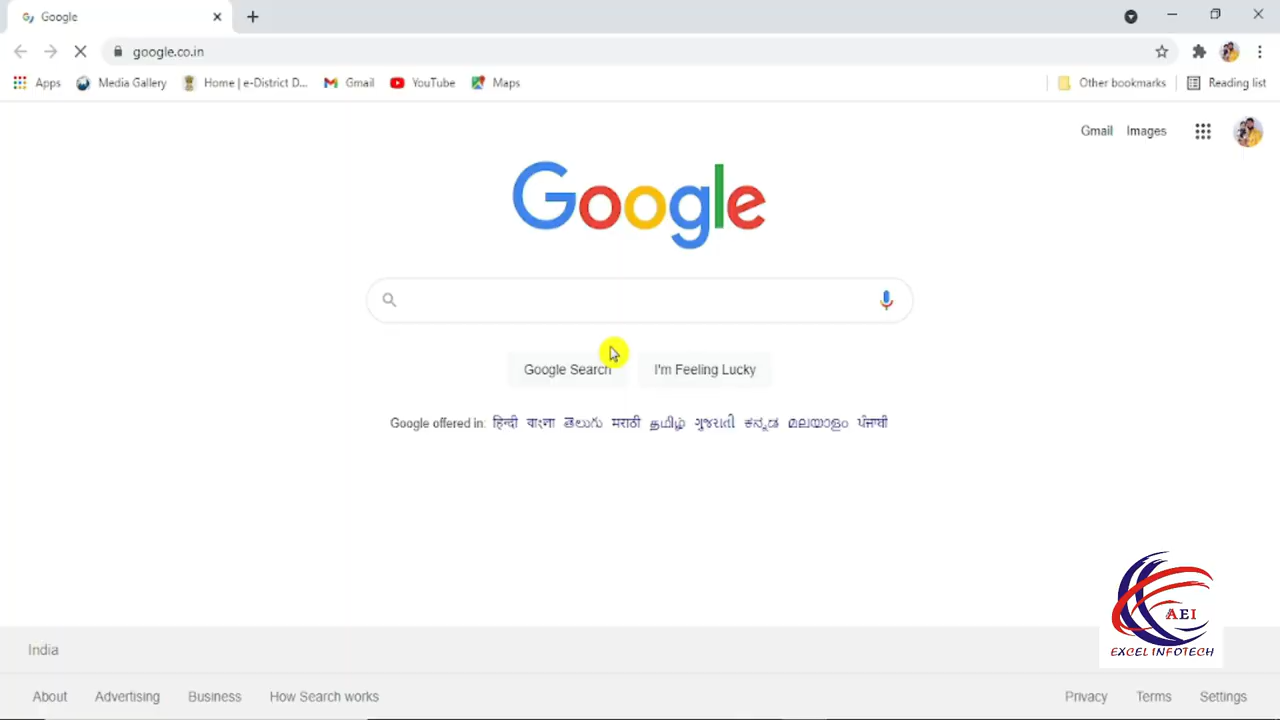 Google
google.co.in
Apps Media Gallery Home | e-District D... Gmail YouTube Maps Other bookmarks Reading list
Gmail Images
Google
Google Search I'm Feeling Lucky
Google offered in: हिन्दी বাংলা తెలుగు मराठी தமிழ் ગુજરાતી ಕನ್ನಡ മലയാളം ਪੰਜਾਬੀ
AEI
EXCEL INFOTECH
India
About Advertising Business How Search works Privacy Terms Settings